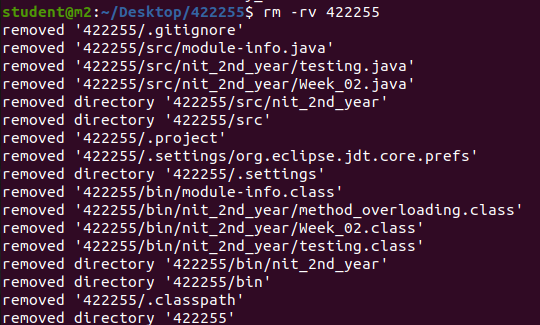 student@m2:~/Desktop/422255$ rm -rv 422255
removed '422255/.gitignore'
removed '422255/src/module-info.java'
removed '422255/src/nit_2nd_year/testing.java'
removed '422255/src/nit_2nd_year/Week_02.java'
removed directory '422255/src/nit_2nd_year'
removed directory '422255/src'
removed '422255/.project'
removed '422255/.settings/org.eclipse.jdt.core.prefs'
removed directory '422255/.settings'
removed '422255/bin/module-info.class'
removed '422255/bin/nit_2nd_year/method_overloading.class'
removed '422255/bin/nit_2nd_year/Week_02.class'
removed '422255/bin/nit_2nd_year/testing.class'
removed directory '422255/bin/nit_2nd_year'
removed directory '422255/bin'
removed '422255/.classpath'
removed directory '422255'